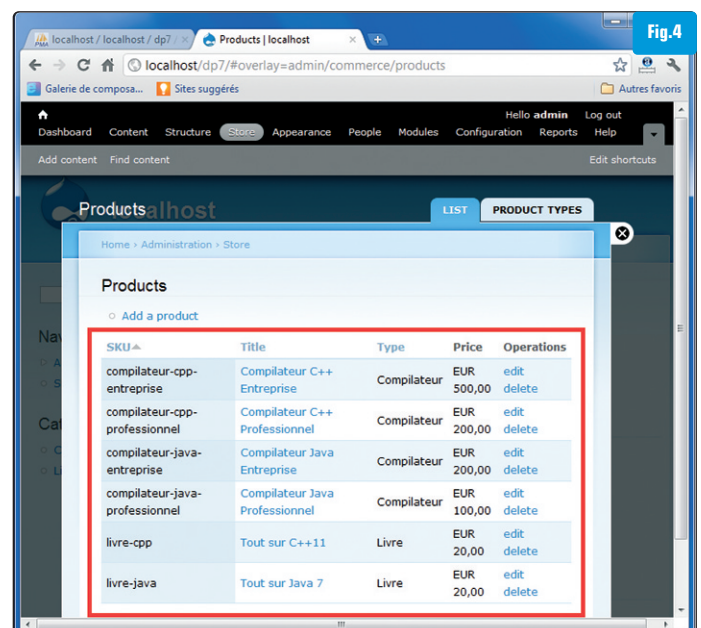 Fig.4
localhost / localhost / dp7 / Products | localhost
localhost/dp7/#overlay=admin/commerce/products
Galerie de composa... Sites suggérés Autres favoris
Hello admin Log out
Dashboard Content Structure Store Appearance People Modules Configuration Reports Help
Add content Find content Edit shortcuts
Products LIST PRODUCT TYPES
Home › Administration › Store
Products
Add a product
SKU Title Type Price Operations
compilateur-cpp- Compilateur C++ Compilateur EUR edit
entreprise Entreprise 500,00 delete
compilateur-cpp- Compilateur C++ Compilateur EUR edit
professionnel Professionnel 200,00 delete
compilateur-java- Compilateur Java Compilateur EUR edit
entreprise Entreprise 200,00 delete
compilateur-java- Compilateur Java Compilateur EUR edit
professionnel Professionnel 100,00 delete
livre-cpp Tout sur C++11 Livre EUR 20,00 edit delete
livre-java Tout sur Java 7 Livre EUR 20,00 edit delete